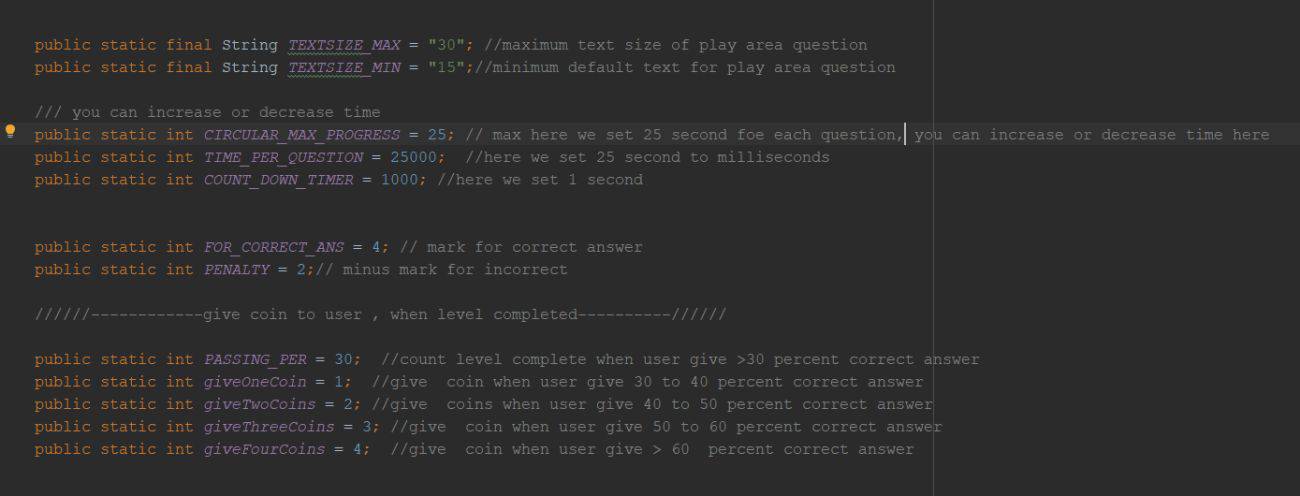 public static final String TEXTSIZE_MAX = "30"; //maximum text size of play area question
public static final String TEXTSIZE_MIN = "15";//minimum default text for play area question
/// you can increase or decrease time
public static int CIRCULAR_MAX_PROGRESS = 25; // max here we set 25 second foe each question, you can increase or decrease time here
public static int TIME_PER_QUESTION = 25000;  //here we set 25 second to milliseconds
public static int COUNT_DOWN_TIMER = 1000; //here we set 1 second
public static int FOR_CORRECT_ANS = 4; // mark for correct answer
public static int PENALTY = 2;// minus mark for incorrect
//////------------give coin to user , when level completed----------//////
public static int PASSING_PER = 30;  //count level complete when user give >30 percent correct answer
public static int giveOneCoin = 1;  //give  coin when user give 30 to 40 percent correct answer
public static int giveTwoCoins = 2; //give  coins when user give 40 to 50 percent correct answer
public static int giveThreeCoins = 3; //give  coin when user give 50 to 60 percent correct answer
public static int giveFourCoins = 4;  //give  coin when user give > 60  percent correct answer